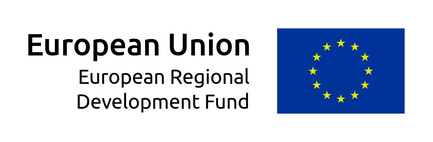 European Union
European Regional
Development Fund